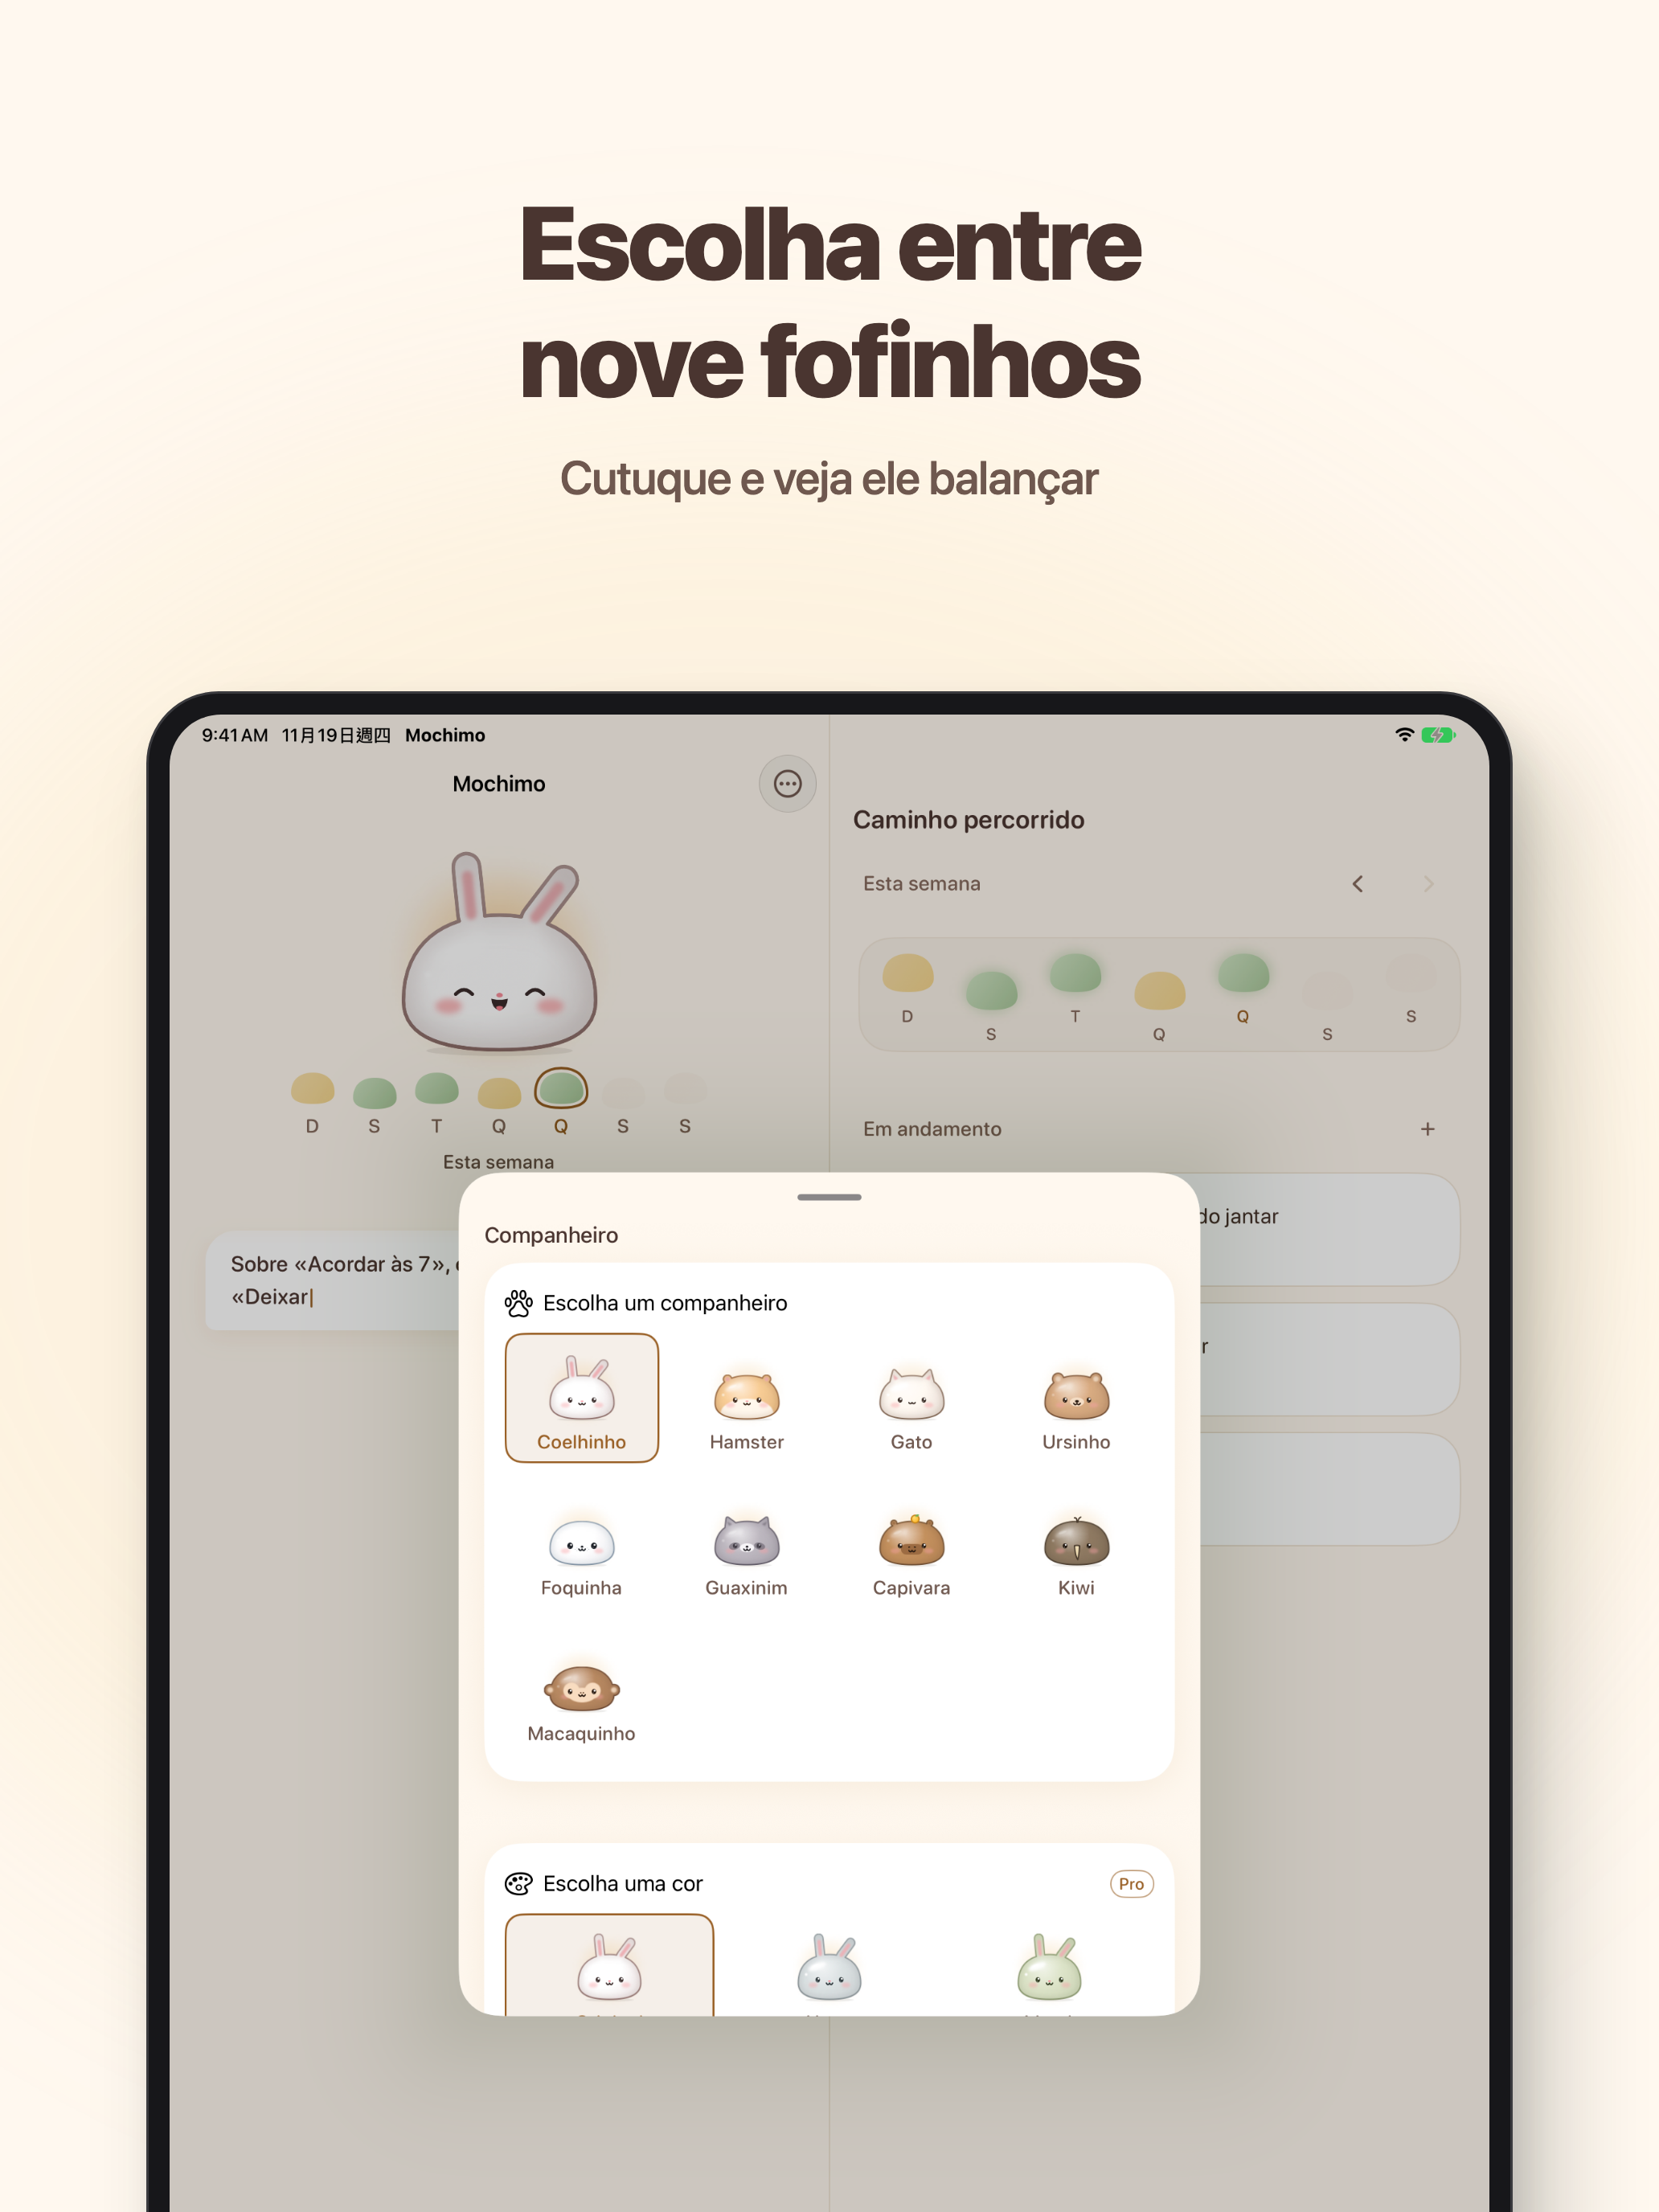 Escolha entre
nove fofinhos
Cutuque e veja ele balançar
9:41 AM 11月19日週四 Mochimo
Mochimo
D S T Q Q S S
Esta semana
Sobre «Acordar às 7»,
«Deixar
Caminho percorrido
Esta semana
D S T Q Q S S
Em andamento
do jantar
r
Companheiro
Escolha um companheiro
Coelhinho Hamster Gato Ursinho
Foquinha Guaxinim Capivara Kiwi
Macaquinho
Escolha uma cor Pro